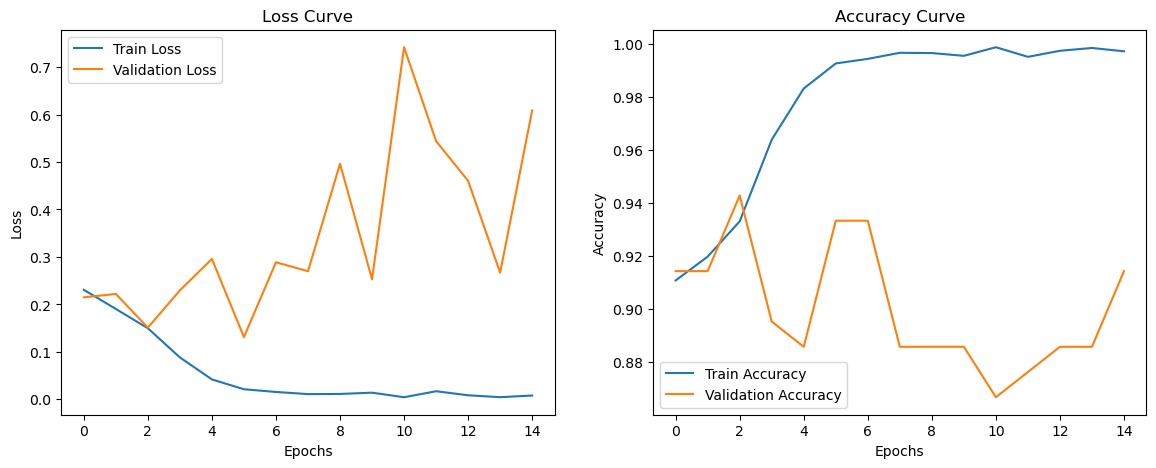 Loss Curve
Train Loss
Validation Loss
0.7
0.6
0.5
0.4
0.3
0.2
0.1
0.0
Loss
0 2 4 6 8 10 12 14
Epochs
Accuracy Curve
1.00
0.98
0.96
0.94
0.92
0.90
0.88
Accuracy
Train Accuracy
Validation Accuracy
0 2 4 6 8 10 12 14
Epochs